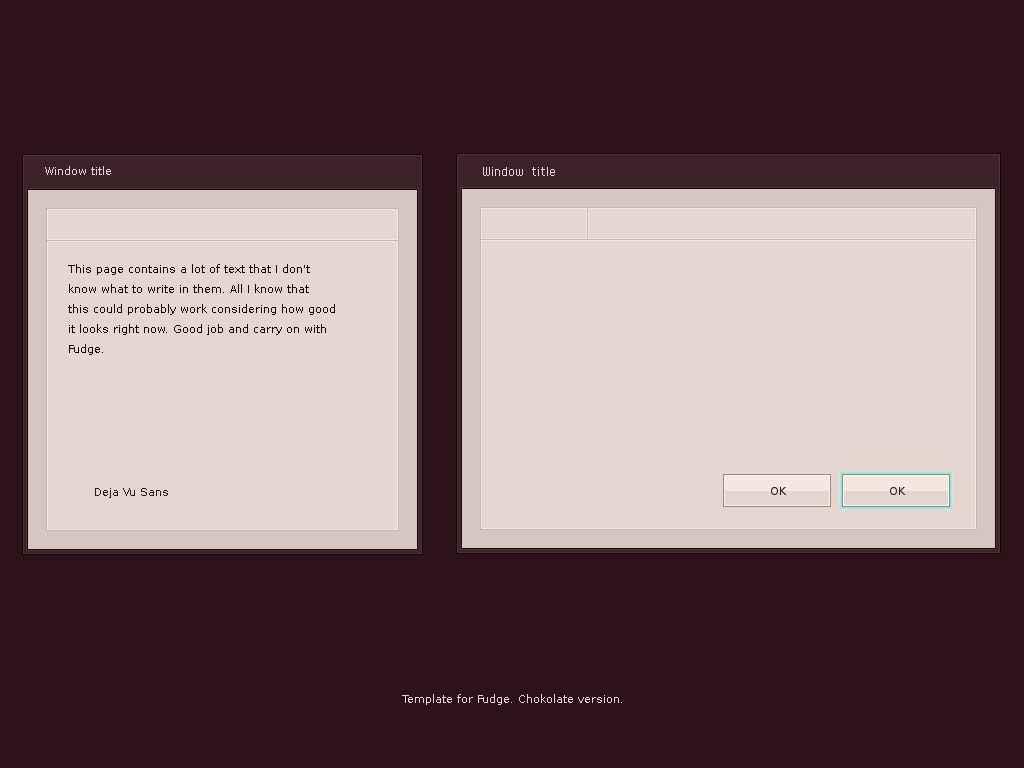 Window title
This page contains a lot of text that I don't
know what to write in them. All I know that
this could probably work considering how good
it looks right now. Good job and carry on with
Fudge.
Deja Vu Sans
Window title
OK
OK
Template for Fudge. Chokolate version.